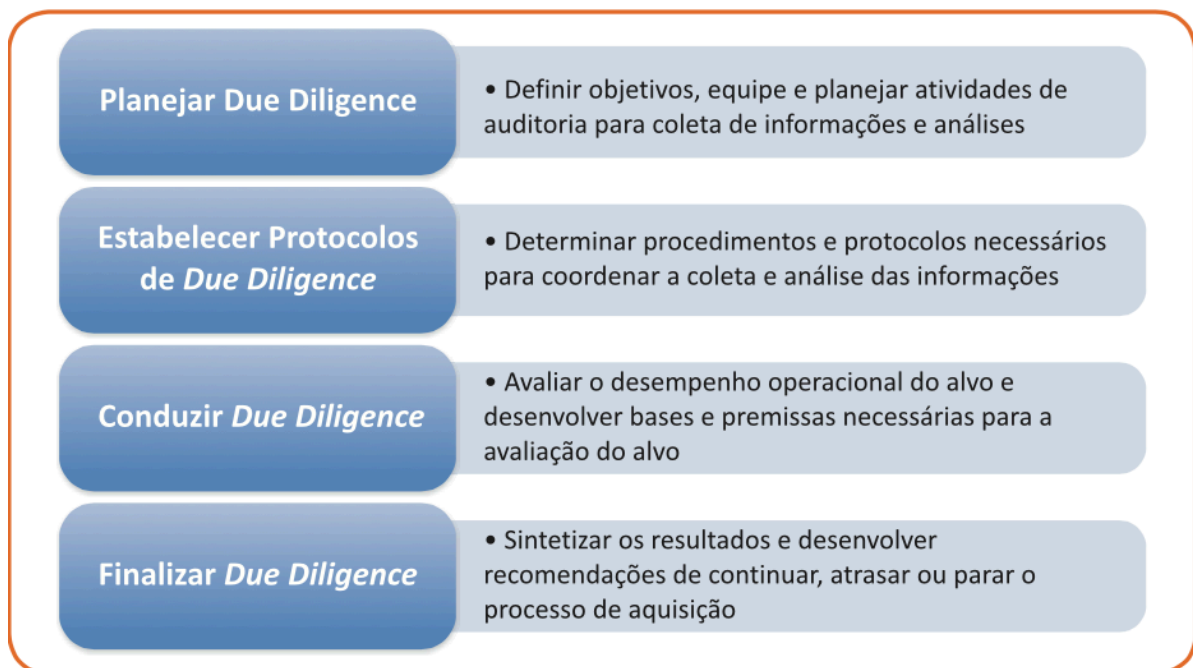 Planejar Due Diligence
• Definir objetivos, equipe e planejar atividades de
auditoria para coleta de informações e análises
Estabelecer Protocolos
de Due Diligence
• Determinar procedimentos e protocolos necessários
para coordenar a coleta e análise das informações
Conduzir Due Diligence
• Avaliar o desempenho operacional do alvo e
desenvolver bases e premissas necessárias para a
avaliação do alvo
Finalizar Due Diligence
• Sintetizar os resultados e desenvolver
recomendações de continuar, atrasar ou parar o
processo de aquisição